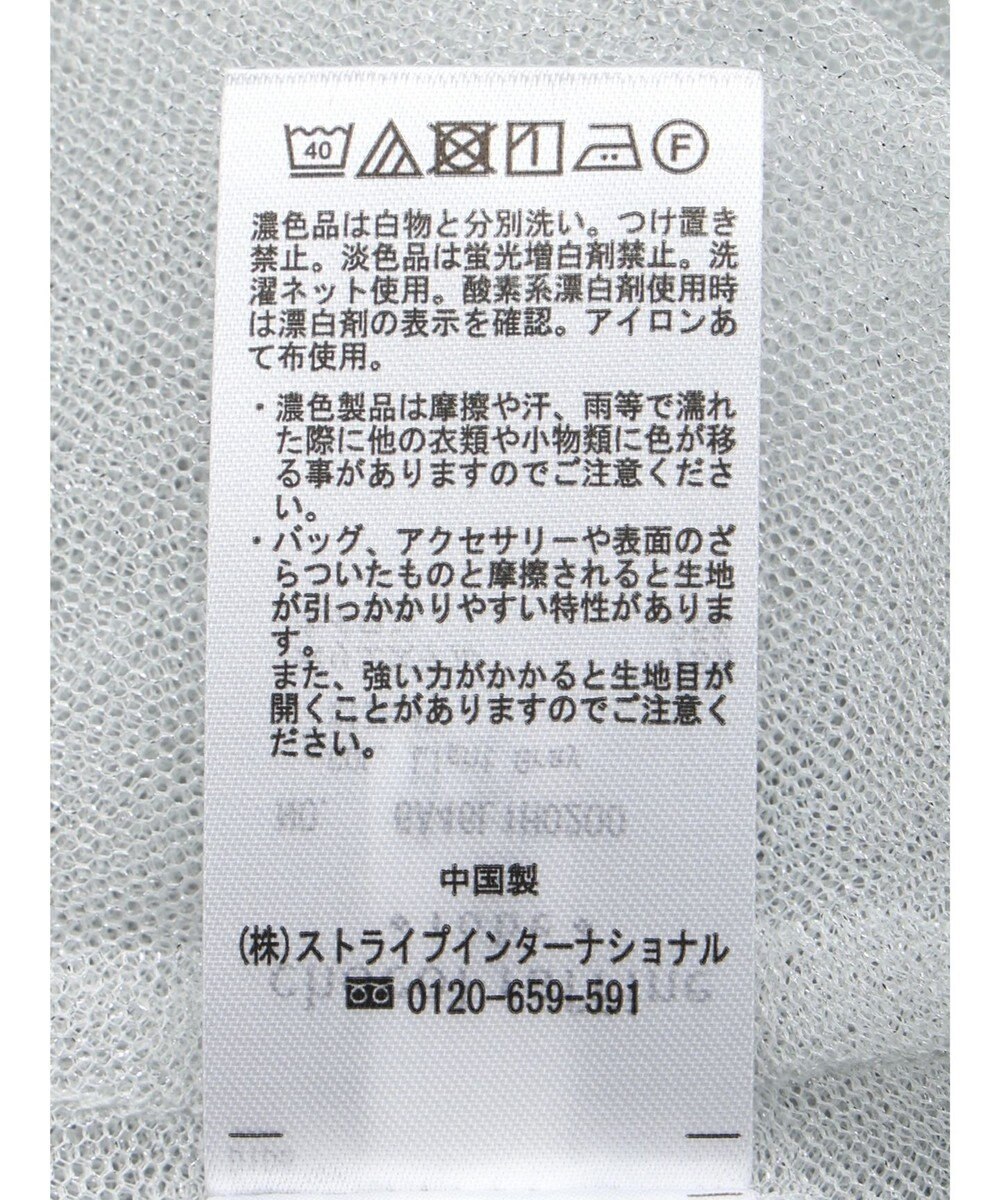 40
F
濃色品は白物と分別洗い。つけ置き
禁止。淡色品は蛍光増白剤禁止。洗
濯ネット使用。酸素系漂白剤使用時
は漂白剤の表示を確認。アイロンあ
て布使用。
・濃色製品は摩擦や汗、雨等で濡れ
た際に他の衣類や小物類に色が移
る事がありますのでご注意くださ
い。
・バッグ、アクセサリーや表面のざ
らついたものと摩擦されると生地
が引っかかりやすい特性がありま
す。
また、強い力がかかると生地目が
開くことがありますのでご注意く
ださい。
Light Gray
NO. 6A46L1H0200
中国製
(株)ストライプインターナショナル
0120-659-591